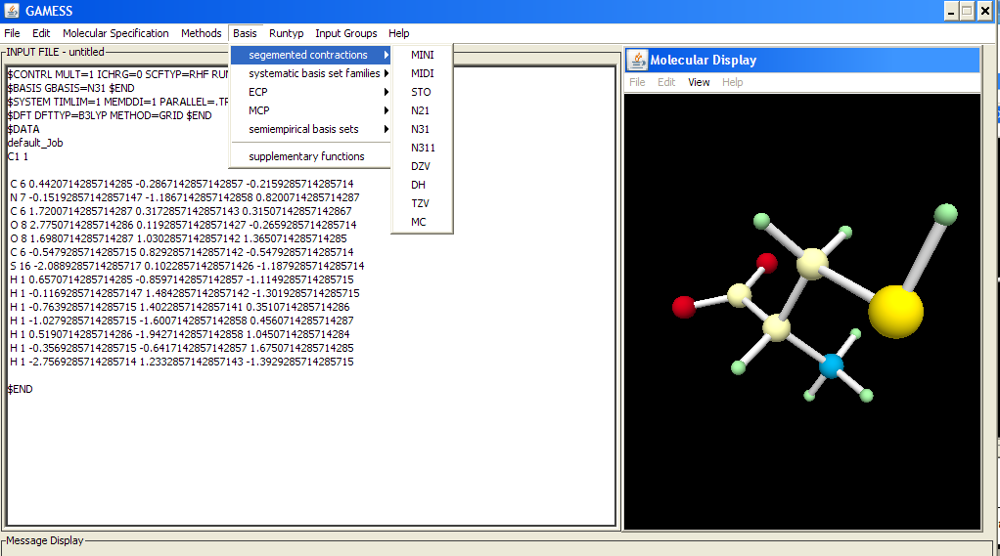 GAMESS
File Edit Molecular Specification Methods Basis Runtyp Input Groups Help
INPUT FILE - untitled
$CONTRL MULT=1 ICHRG=0 SCFTYP=RHF RUN
$BASIS GBASIS=N31 $END
$SYSTEM TIMLIM=1 MEMDDI=1 PARALLEL=.TR
$DFT DFTTYP=B3LYP METHOD=GRID $END
$DATA
default_Job
C1 1
C 6 0.4420714285714285 -0.2867142857142857 -0.2159285714285714
N 7 -0.15192857142857147 -1.1867142857142858 0.8200714285714287
C 6 1.7200714285714287 0.3172857142857143 0.3150714285714286​7
O 8 2.7750714285714286 0.11928571428571427 -0.2659285714285714
O 8 1.6980714285714287 1.0302857142857142 1.3650714285714285
C 6 -0.5479285714285715 0.8292857142857142 -0.5479285714285714
S 16 -2.0889285714285717 0.10228571428571426 -1.1879285714285714
H 1 0.6570714285714285 -0.8597142857142857 -1.1149285714285715
H 1 -0.1169285714287147 1.4842857142857142 -1.3019285714285715
H 1 -0.7639285714285715 1.4022857142857141 0.3510714285714286
H 1 -1.0279285714285715 -1.6007142857142858 0.4560714285714287
H 1 0.5190714285714286 -1.9427142857142858 1.0450714285714284
H 1 -0.3569285714285715 -0.6417142857142857 1.6750714285714285
H 1 -2.7569285714285714 1.2332857142857143 -1.3929285714285715
$END
segemented contractions
systematic basis set families
ECP
MCP
semiempirical basis sets
supplementary functions
MINI
MIDI
STO
N21
N31
N311
DZV
DH
TZV
MC
Molecular Display
File Edit View Help
Message Display